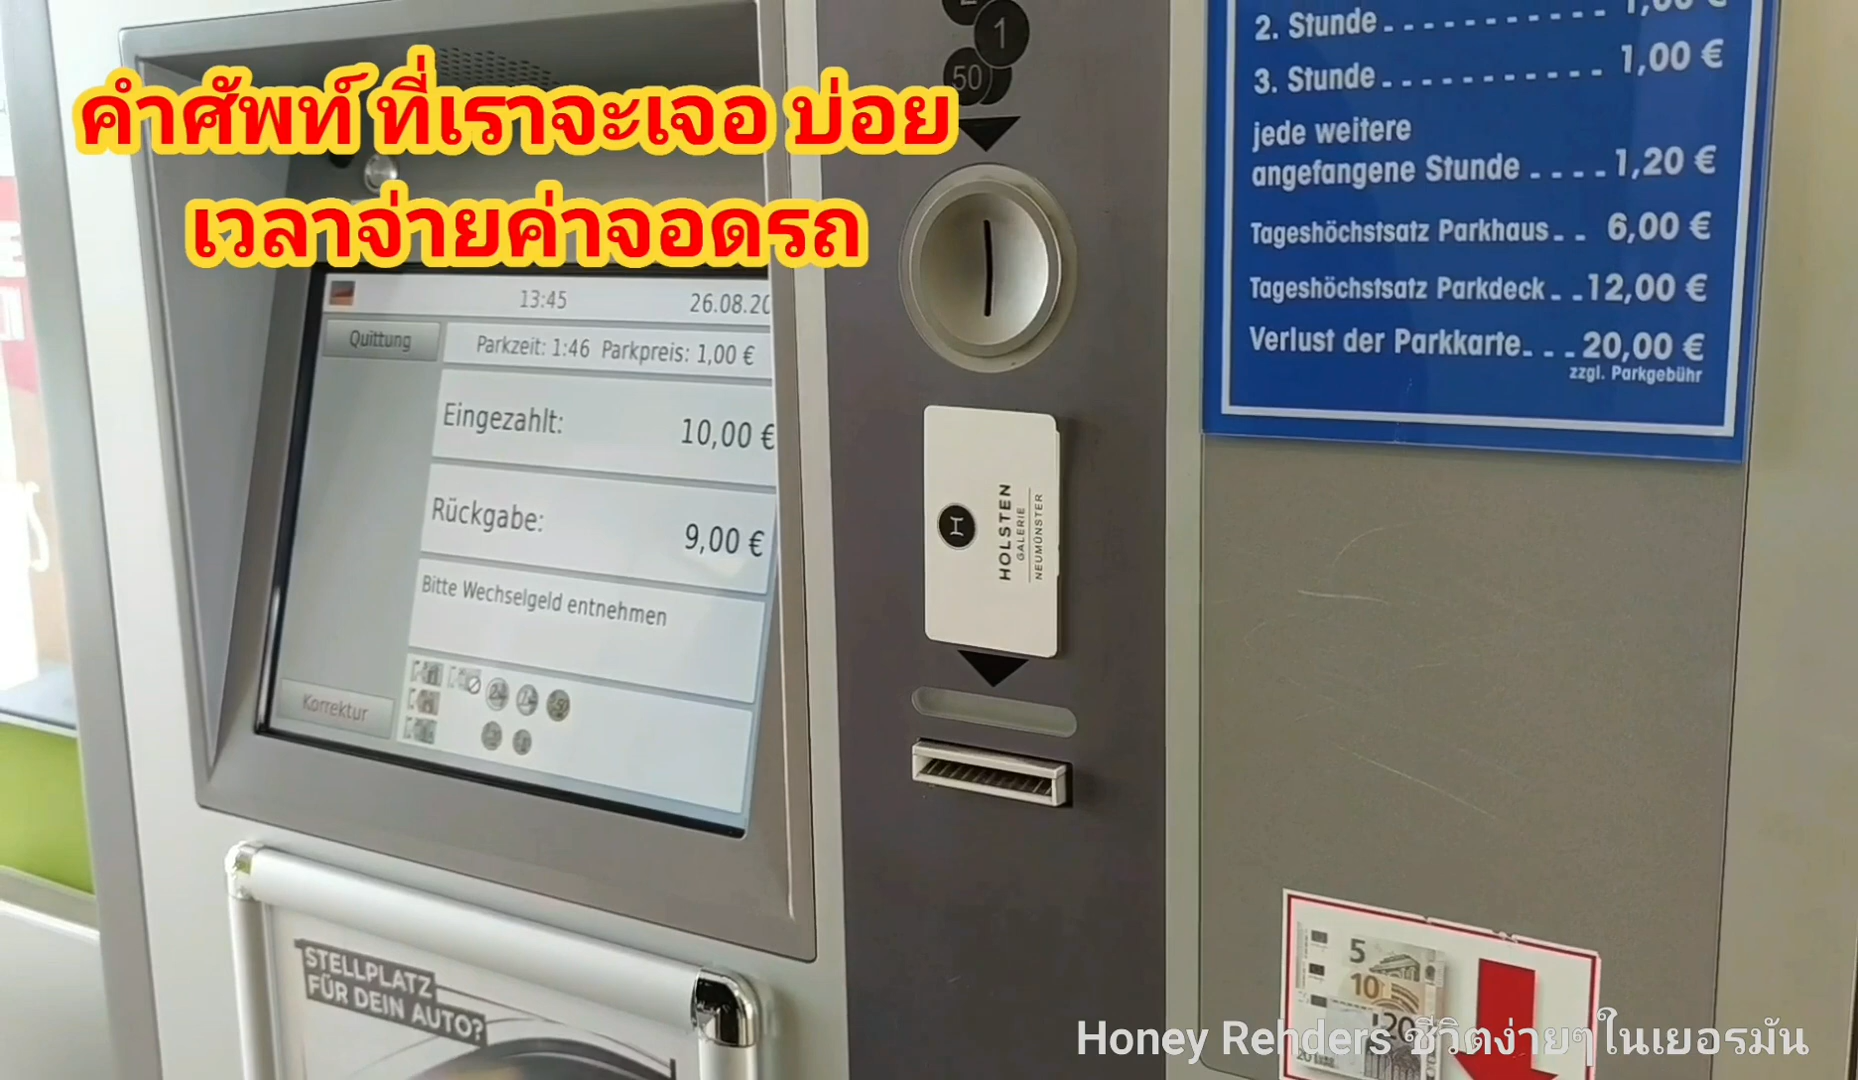 คำศัพท์ ที่เราจะเจอ บ่อย
เวลาจ่ายค่าจอดรถ
13:45
26.08.20
Quittung
Parkzeit: 1:46 Parkpreis: 1,00 €
Eingezahlt:
10,00 €
Rückgabe:
9,00 €
Bitte Wechselgeld entnehmen
Korrektur
STELLPLATZ
FÜR DEIN AUTO?
1
50
HOLSTEN
GALERIE
NEUMÜNSTER
2. Stunde - - - - - - - - - - - 1,00 €
3. Stunde - - - - - - - - - - - 1,00 €
jede weitere
angefangene Stunde - - - - 1,20 €
Tageshöchstsatz Parkhaus - - 6,00 €
Tageshöchstsatz Parkdeck - - 12,00 €
Verlust der Parkkarte - - - 20,00 €
zzgl. Parkgebühr
5
10
20
Honey Rehders ชีวิตง่ายๆในเยอรมัน